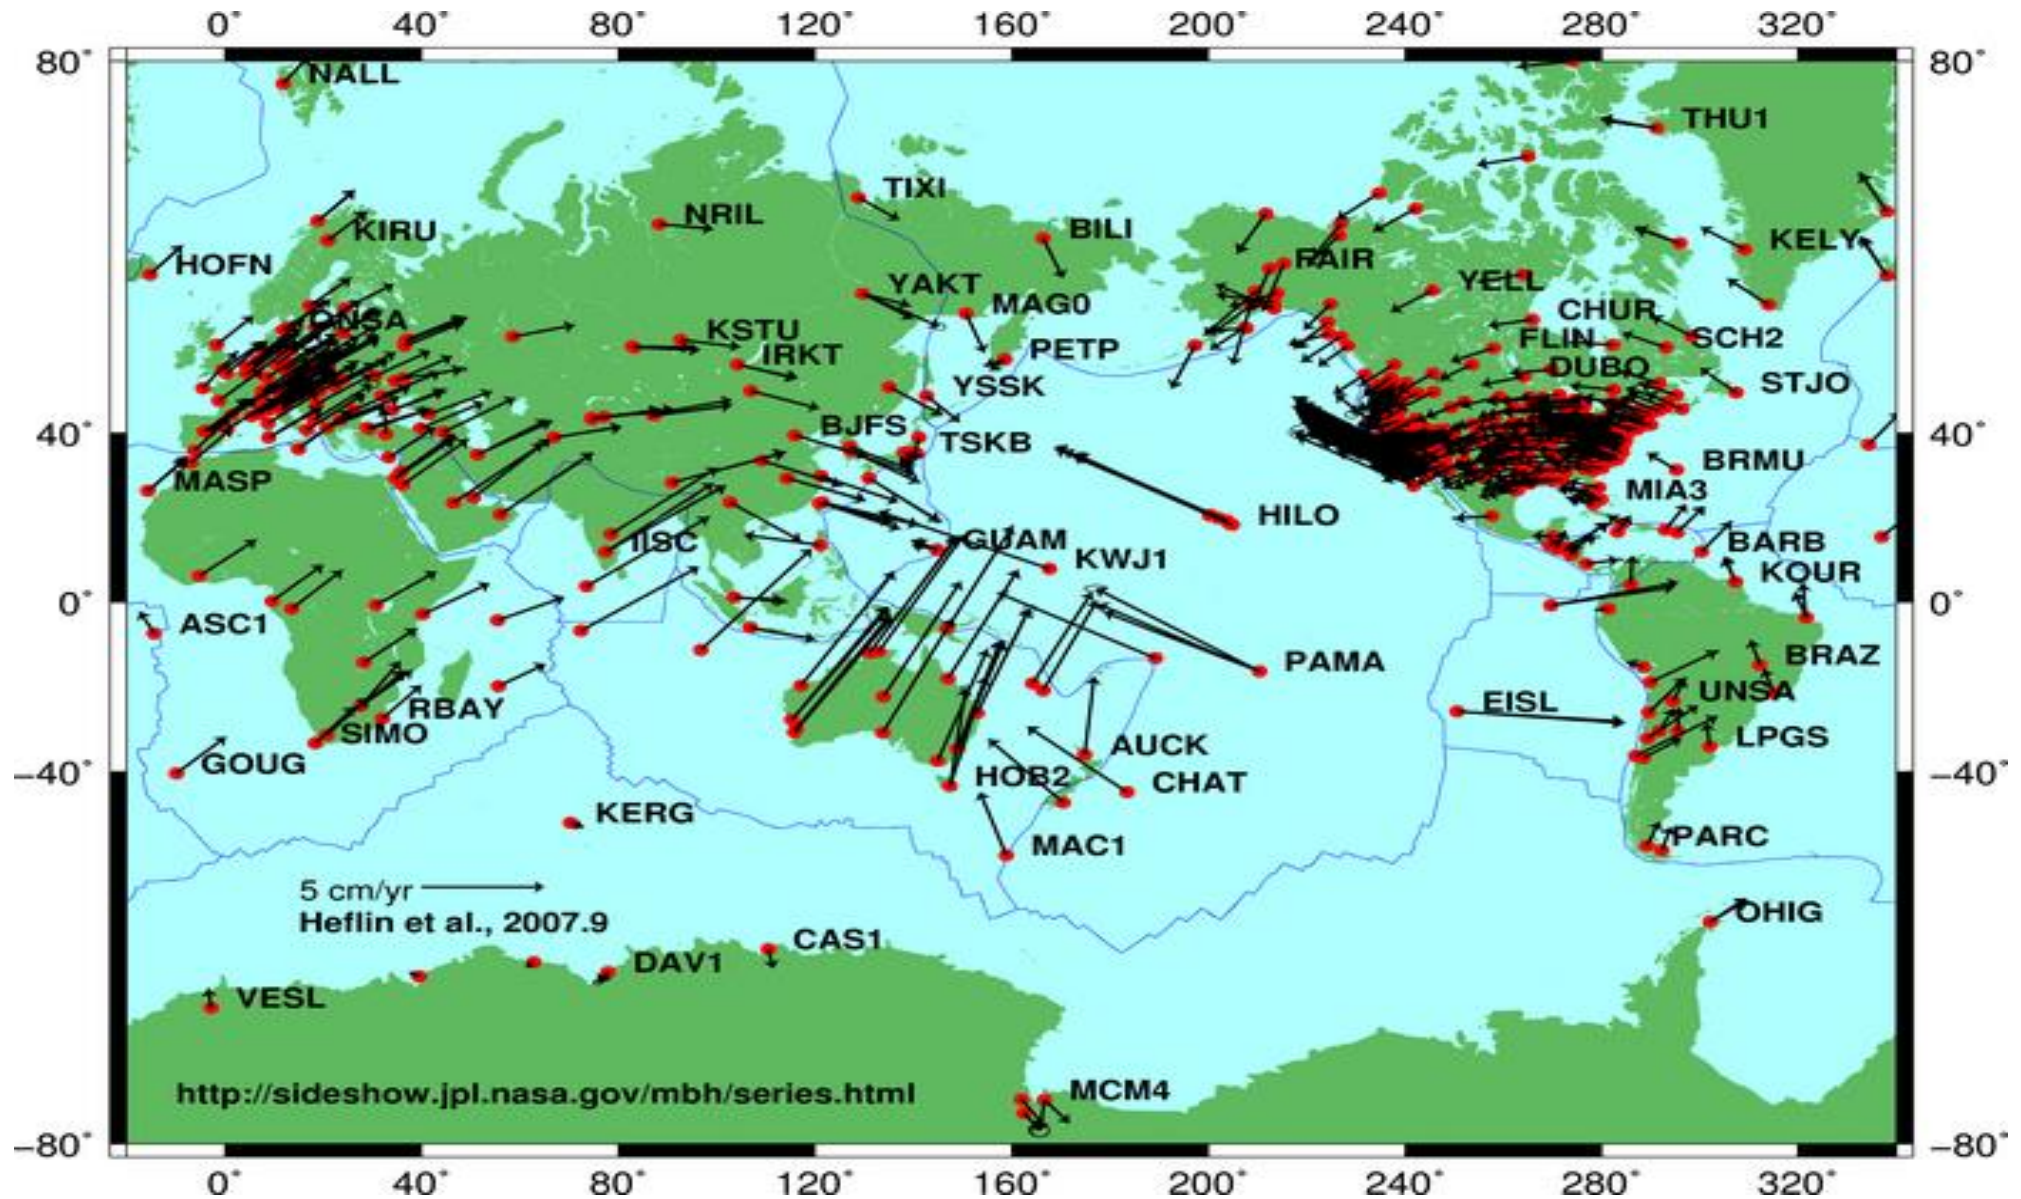 0° 40° 80° 120° 160° 200° 240° 280° 320°
80° 80°
NALL
THU1
TIXI
NRIL
BILI
KIRU
KELY
HOFN
FAIR
YAKT
YELL
MAG0
CHUR
ONSA
KSTU
FLIN
SCH2
PETP
IRKT
DUBO
YSSK
STJO
BJFS
40° 40°
TSKB
BRMU
MASP
MIA3
HILO
IISC
GUAM
BARB
KWJ1
KOUR
0° 0°
ASC1
BRAZ
PAMA
UNSA
EISL
RBAY
SIMO
LPGS
AUCK
GOUG
−40° −40°
HOB2
CHAT
KERG
PARC
MAC1
5 cm/yr
Heflin et al., 2007.9
OHIG
CAS1
DAV1
VESL
MCM4
http://sideshow.jpl.nasa.gov/mbh/series.html
−80° −80°
0° 40° 80° 120° 160° 200° 240° 280° 320°